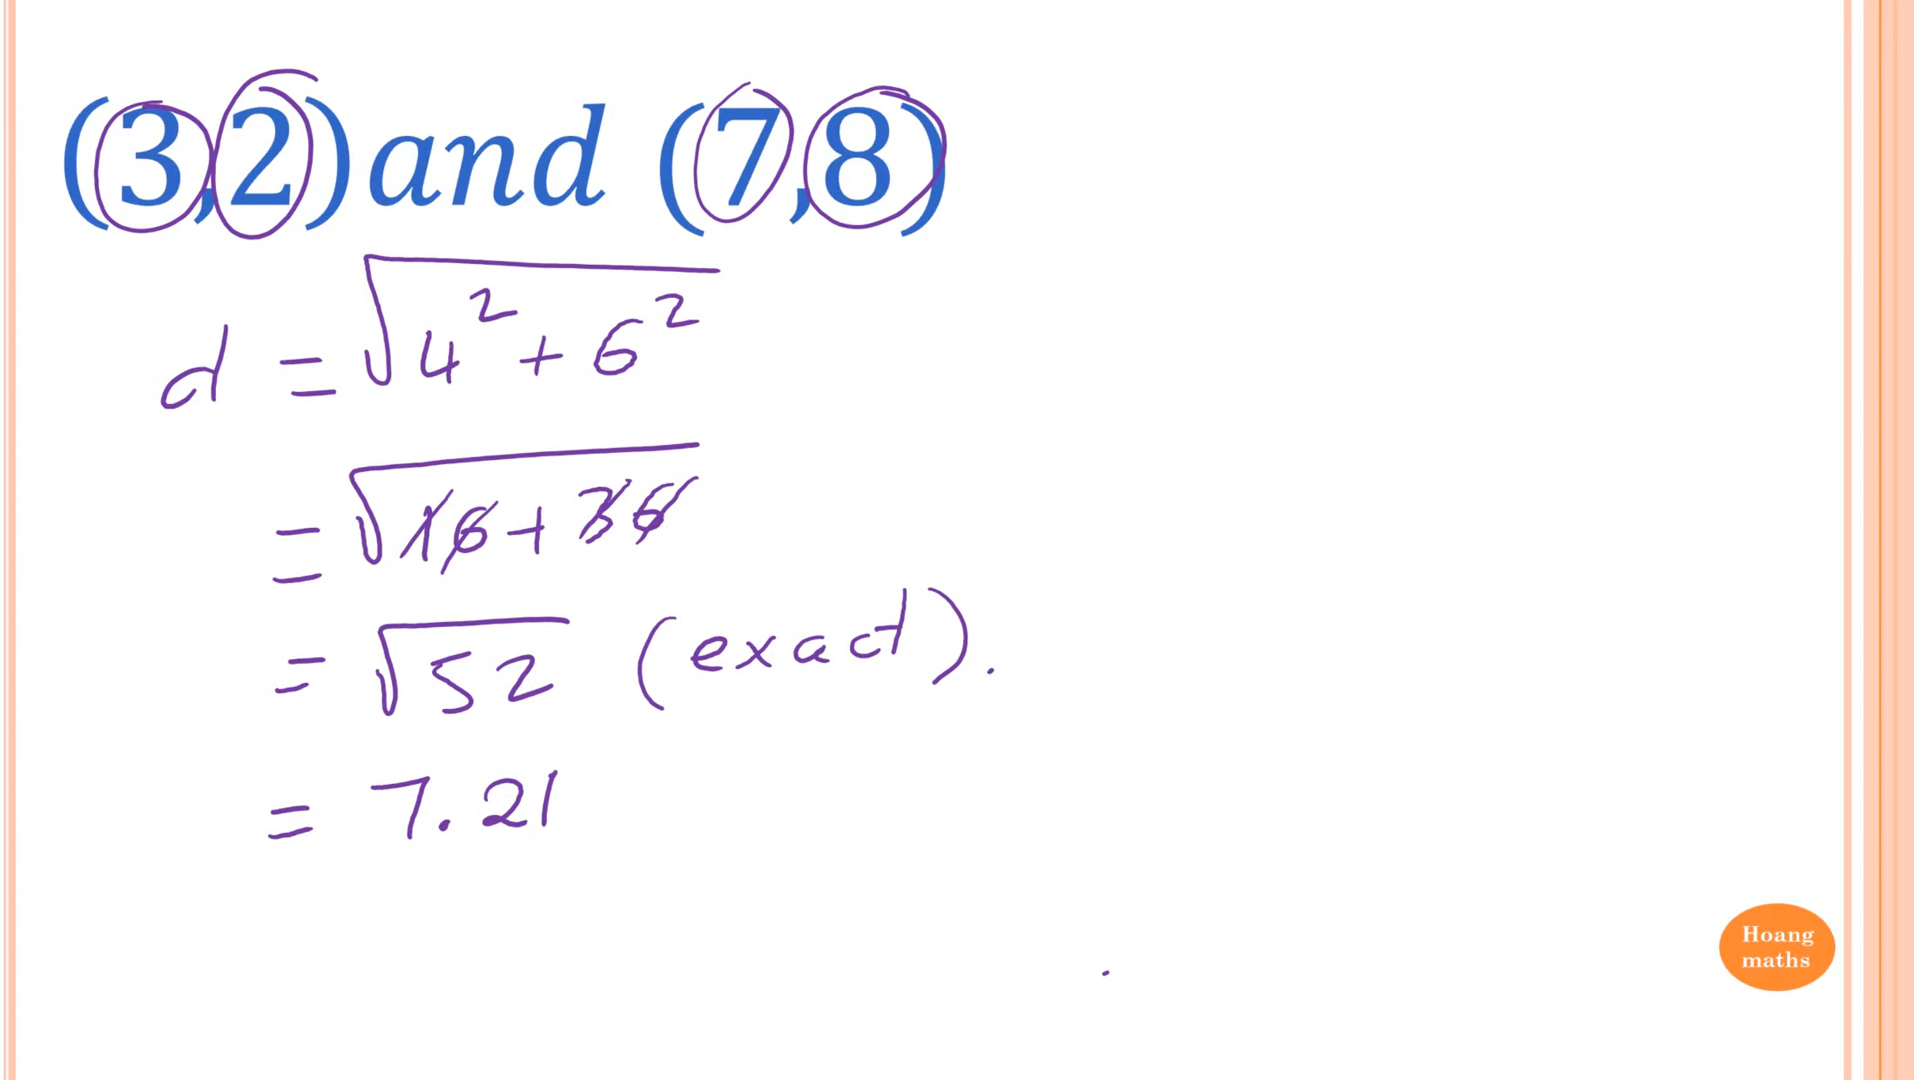 (3,2) and (7,8)
d = √4² + 6²
= √16 + 36
= √52 (exact).
= 7.21
Hoang
maths